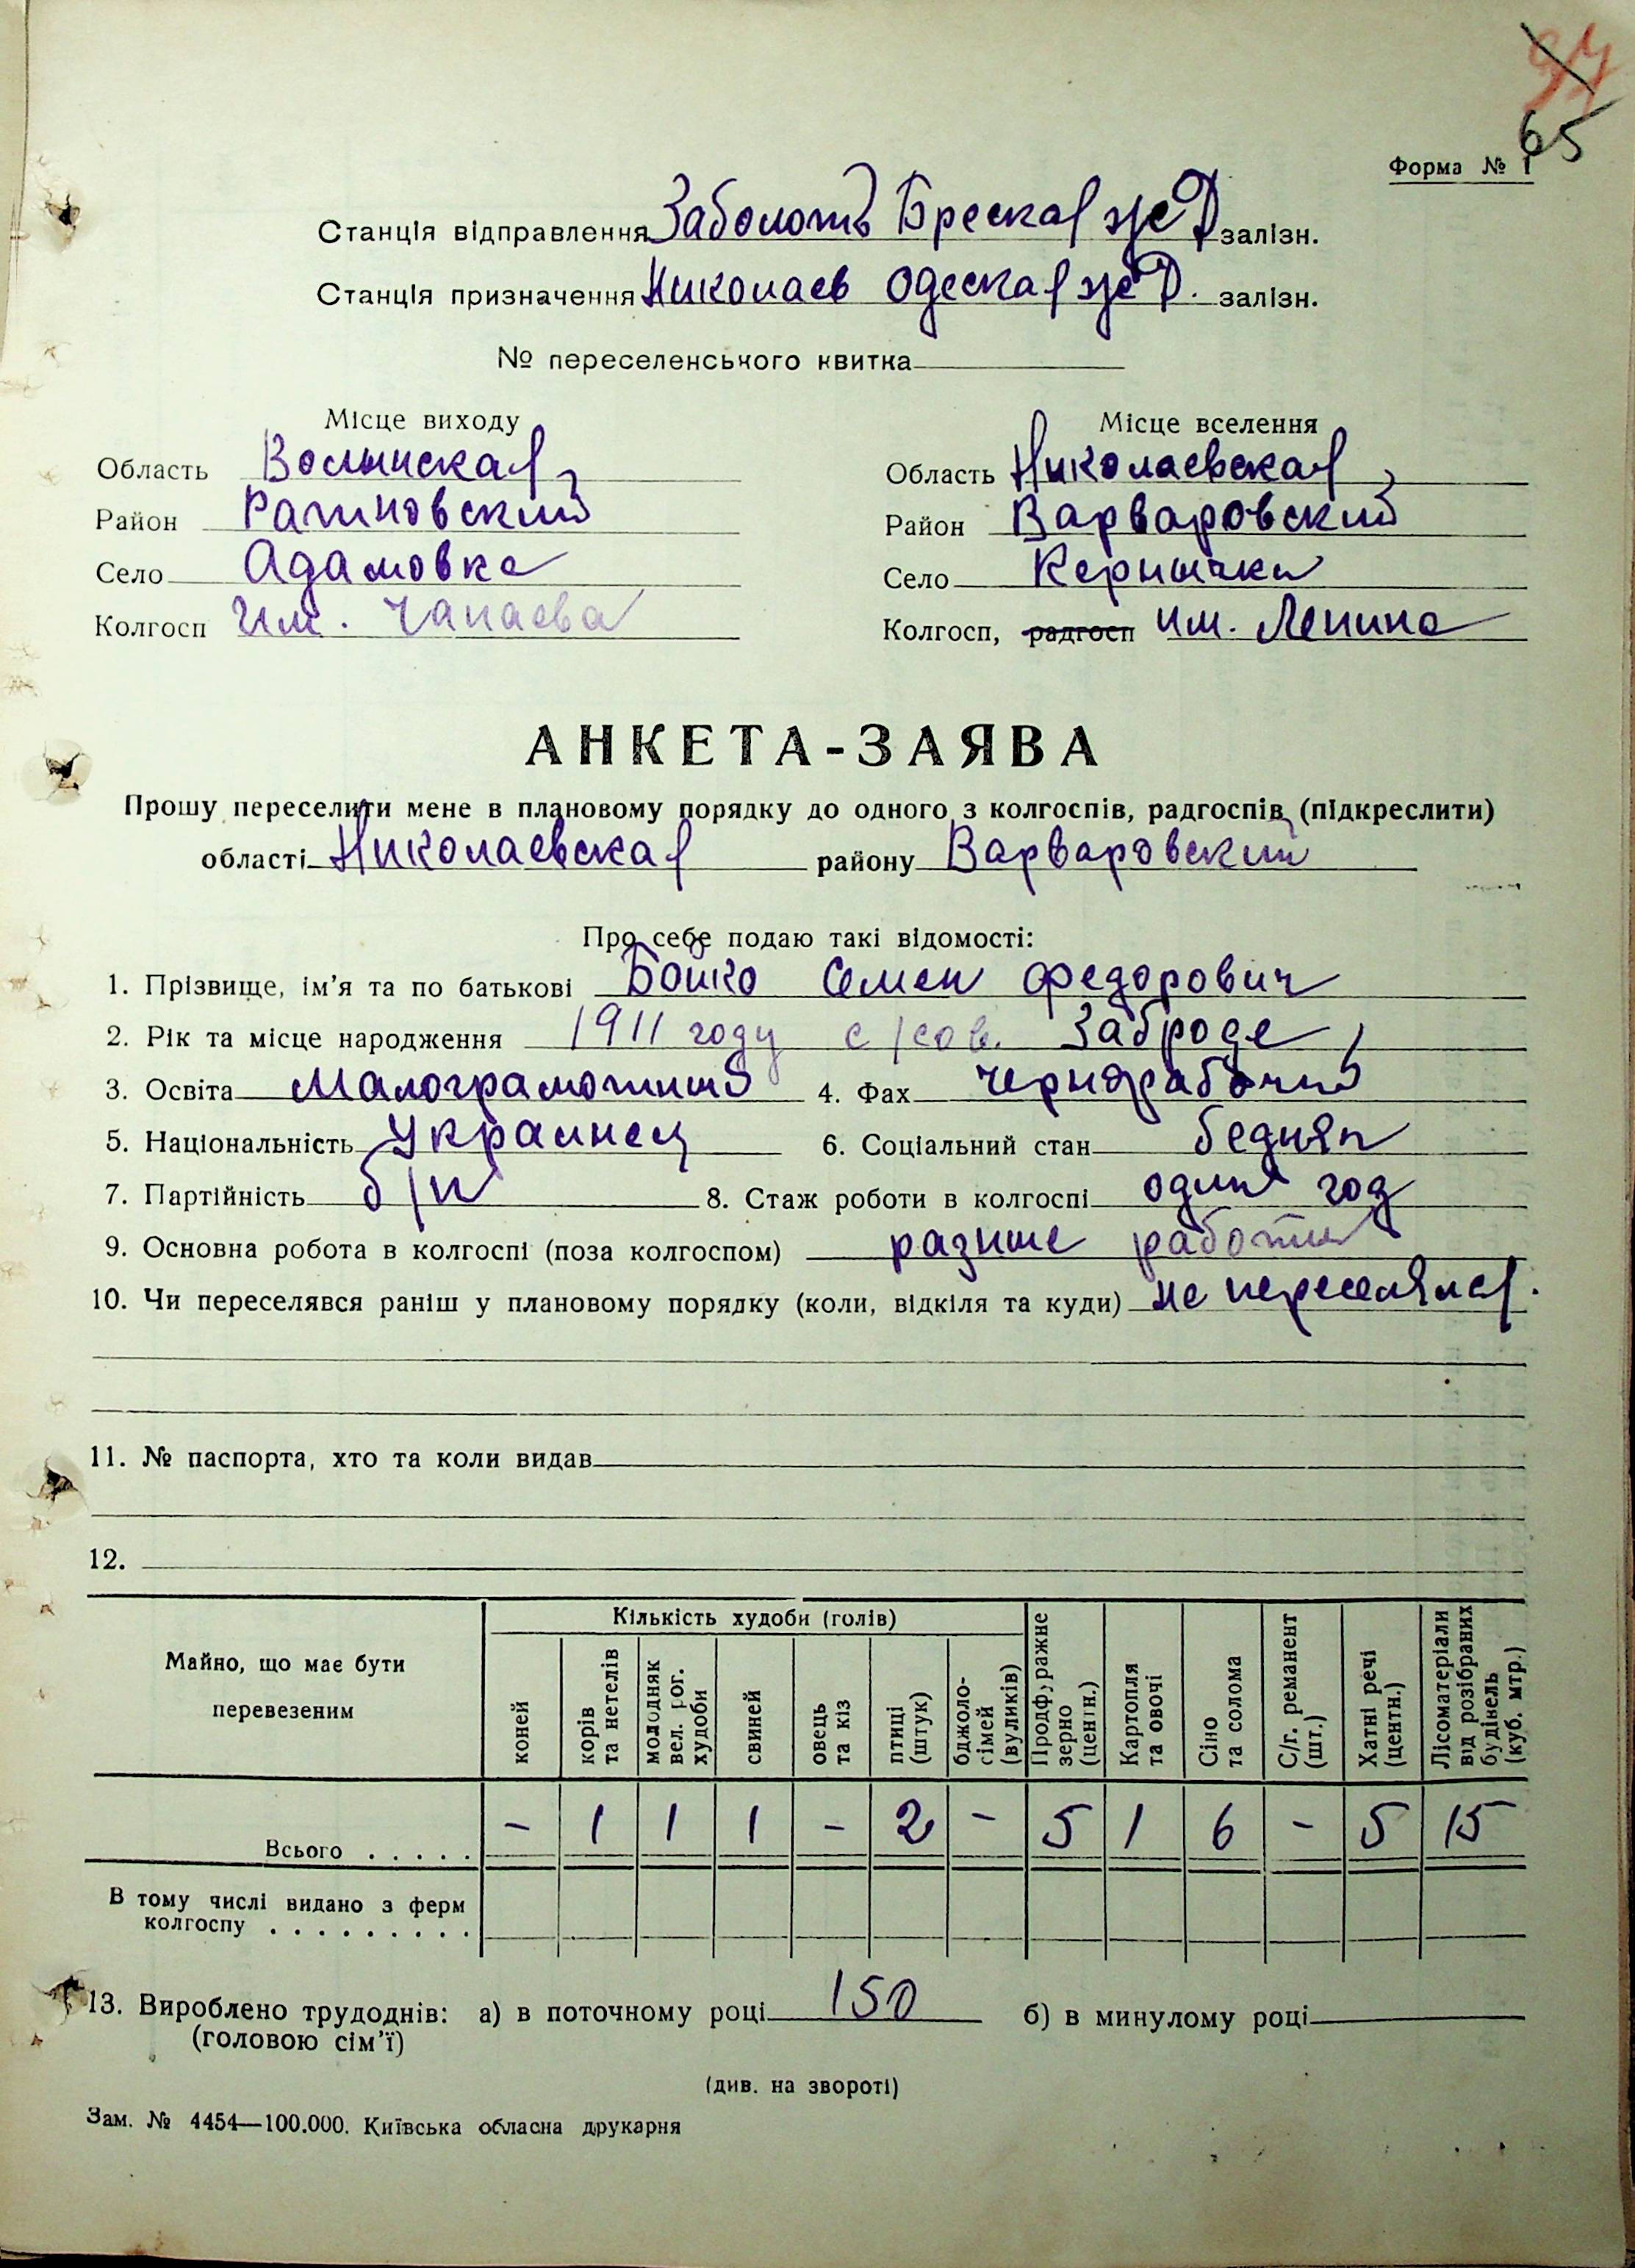 97
65
Форма № 1
Станція відправлення Заболоть Бреская ж.Д залізн.
Станція призначення Николаев Одеская ж.Д. залізн.
№ переселенського квитка
Місце виходу Місце вселення
Область Волынская, Область Николаевская,
Район Ратновский Район Варваровский
Село Адамовка Село Кернычки
Колгосп Им. Чапаева Колгосп, радгосп им. Ленина
АНКЕТА-ЗАЯВА
Прошу переселити мене в плановому порядку до одного з колгоспів, радгоспів (підкреслити)
області Николаевская району Варваровский
Про себе подаю такі відомості:
1. Прізвище, ім'я та по батькові Бойко Семен Федорович
2. Рік та місце народження 1911 году с/сов. Заброде,
3. Освіта Малограмотный 4. Фах чернорабочий
5. Національність Украинец 6. Соціальний стан бедняк
7. Партійність б/п 8. Стаж роботи в колгоспі один год
9. Основна робота в колгоспі (поза колгоспом) разные работы
10. Чи переселявся раніш у плановому порядку (коли, відкіля та куди) не переселялся.
11. № паспорта, хто та коли видав
12.
Майно, що має бути перевезеним
Кількість худоби (голів)
коней
корів та нетелів
молодняк вел. рог. худоби
свиней
овець та кіз
птиці (штук)
бджоло-сімей (вуликів)
Продфуражне зерно (центн.)
Картопля та овочі
Сіно та солома
С/г. реманент (шт.)
Хатні речі (центн.)
Лісоматеріали від розібраних будівель (куб. мтр.)
Всього . . . . . - 1 1 1 - 2 - 5 1 6 - 5 15
В тому числі видано з ферм
колгоспу . . . . . . . . .
13. Вироблено трудоднів: а) в поточному році 150 б) в минулому році
(головою сім'ї)
(див. на звороті)
Зам. № 4454—100.000. Київська обласна друкарня